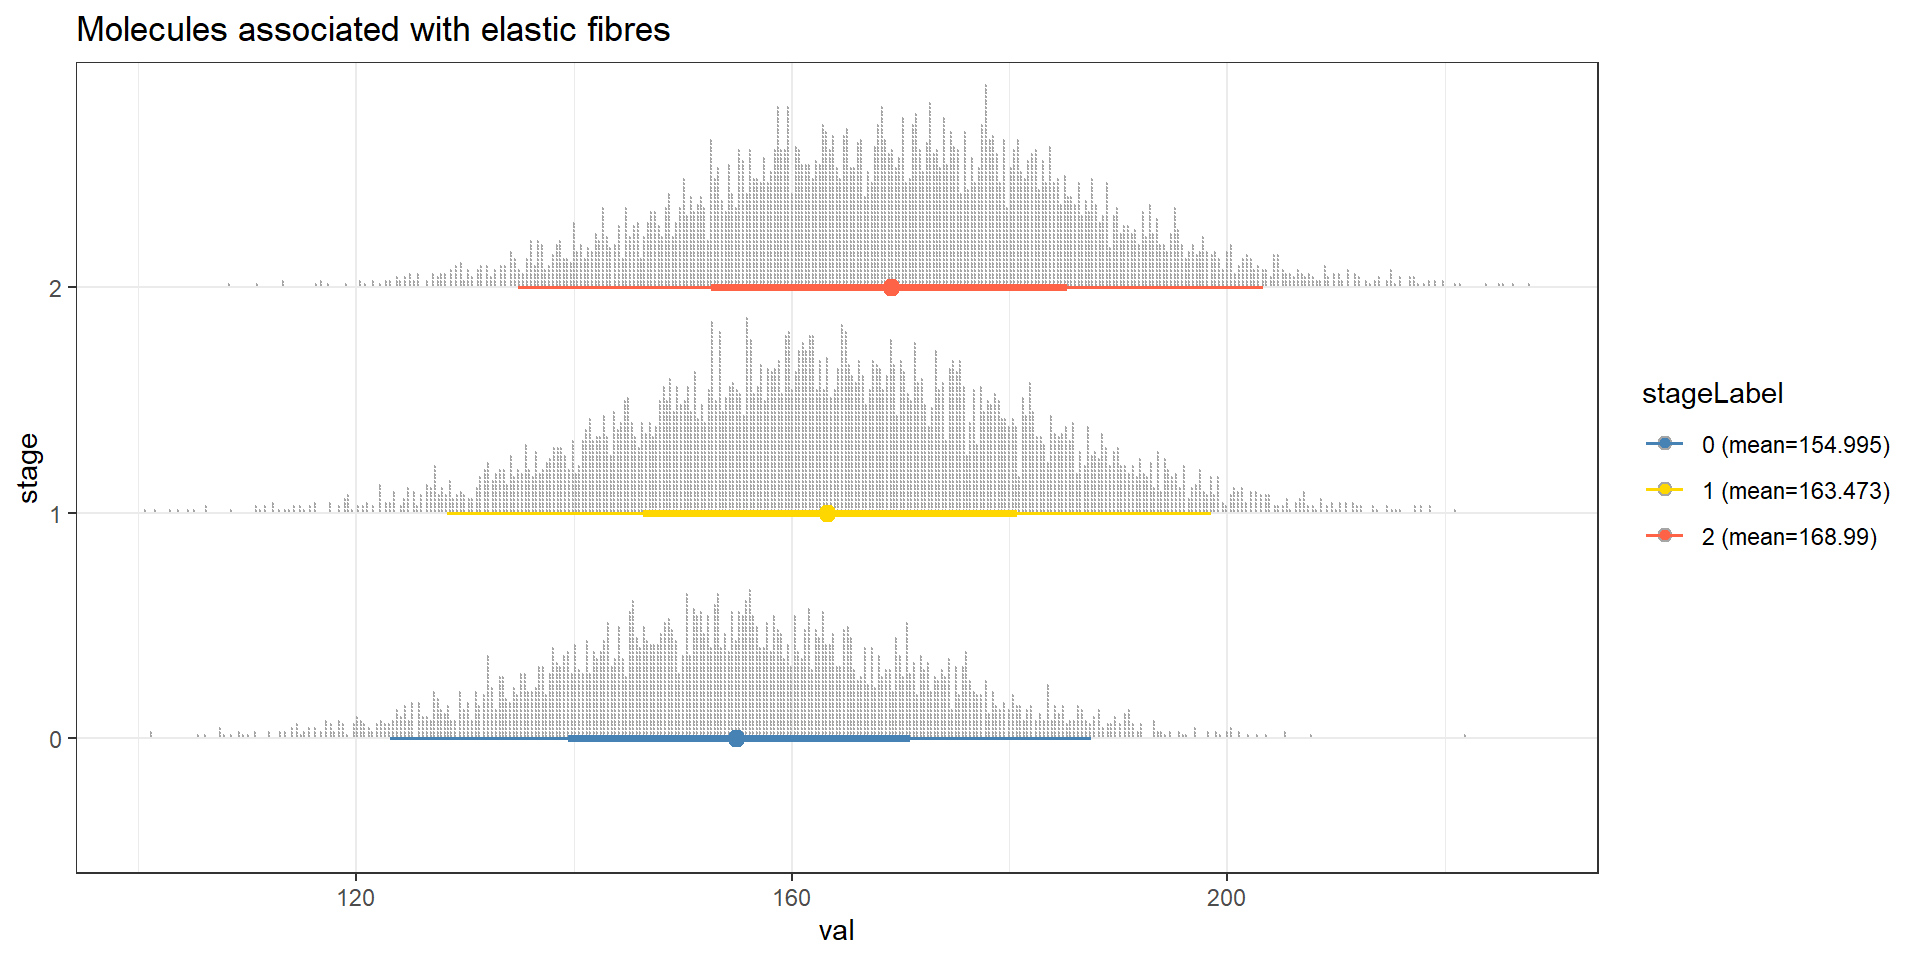 Molecules associated with elastic fibres
stage
2
1
0
120
160
200
val
stageLabel
0 (mean=154.995)
1 (mean=163.473)
2 (mean=168.99)